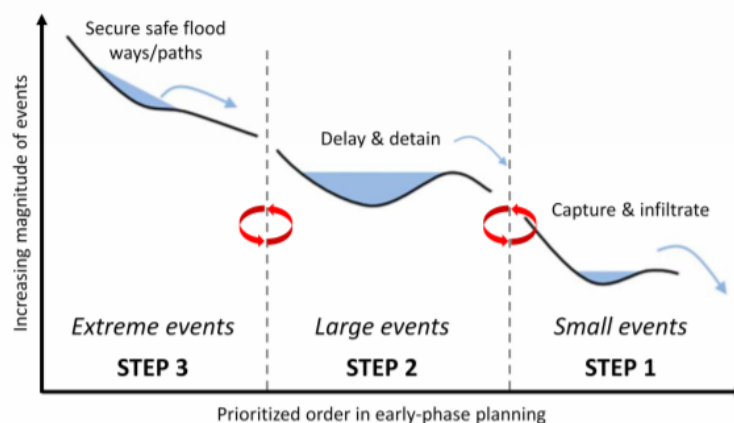 Secure safe flood
ways/paths
Delay & detain
Capture & infiltrate
Increasing magnitude of events
Extreme events
Large events
Small events
STEP 3
STEP 2
STEP 1
Prioritized order in early-phase planning